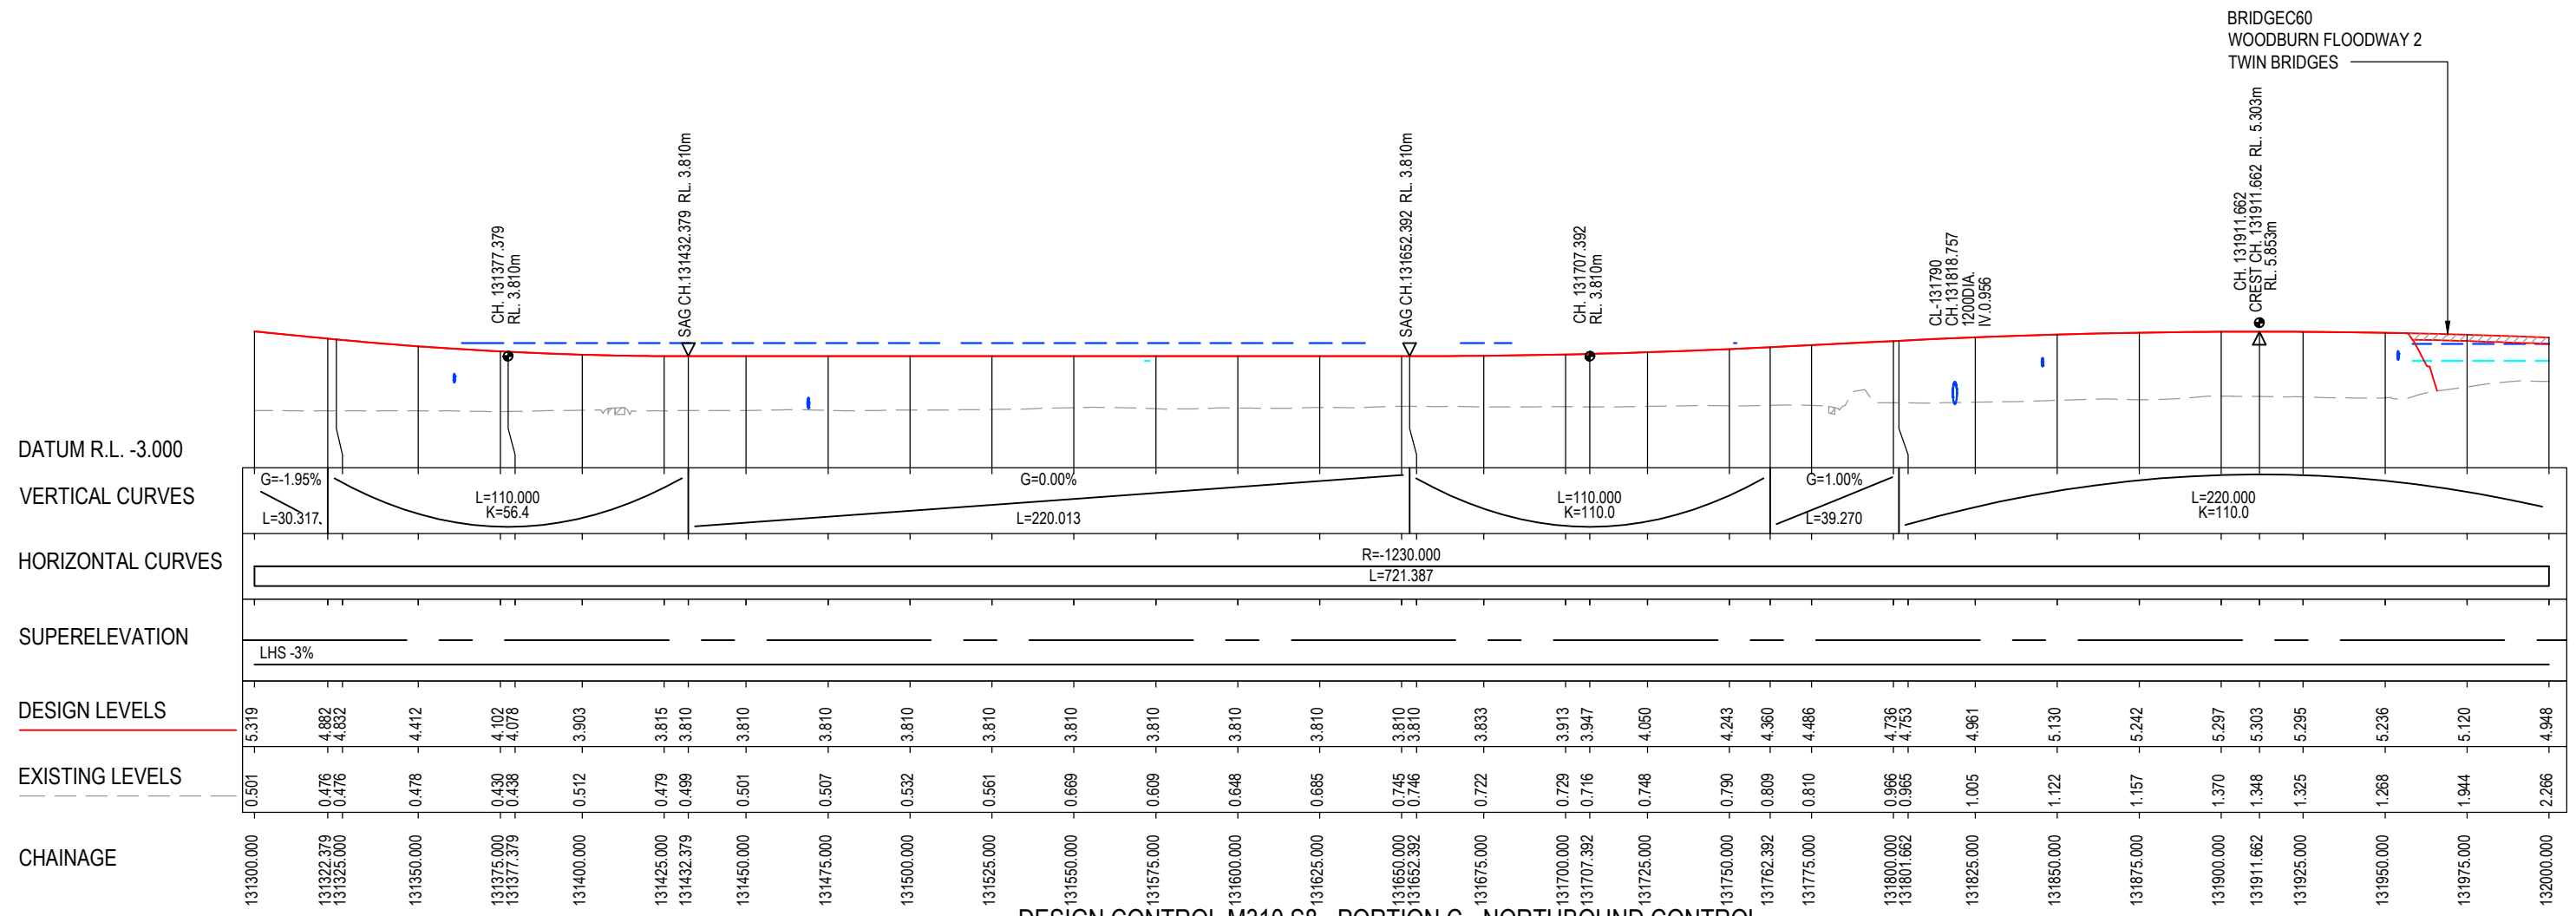 BRIDGEC60
WOODBURN FLOODWAY 2
TWIN BRIDGES
CH. 131377.379
RL. 3.810m
SAG CH.131432.379 RL. 3.810m
SAG CH.131652.392 RL. 3.810m
CH. 131707.392
RL. 3.810m
CL-131790
CH.131818.757
1200DIA.
IV.0.956
CH. 131911.662
CREST CH. 131911.662 RL. 5.303m
RL. 5.853m
DATUM R.L. -3.000
VERTICAL CURVES
G=-1.95%
L=30.317
L=110.000
K=56.4
G=0.00%
L=220.013
L=110.000
K=110.0
G=1.00%
L=39.270
L=220.000
K=110.0
HORIZONTAL CURVES
R=-1230.000
L=721.387
SUPERELEVATION
LHS -3%
DESIGN LEVELS
5.319 4.882 4.832 4.412 4.102 4.078 3.903 3.815 3.810 3.810 3.810 3.810 3.810 3.810 3.810 3.810 3.810 3.810 3.810 3.833 3.913 3.947 4.050 4.243 4.360 4.486 4.736 4.753 4.961 5.130 5.242 5.297 5.303 5.295 5.236 5.120 4.948
EXISTING LEVELS
0.501 0.476 0.476 0.478 0.430 0.438 0.512 0.479 0.499 0.501 0.507 0.532 0.561 0.669 0.609 0.648 0.685 0.745 0.746 0.722 0.729 0.716 0.748 0.790 0.809 0.810 0.966 0.965 1.005 1.122 1.157 1.370 1.348 1.325 1.268 1.944 2.266
CHAINAGE
131300.000 131322.379 131325.000 131350.000 131375.000 131377.379 131400.000 131425.000 131432.379 131450.000 131475.000 131500.000 131525.000 131550.000 131575.000 131600.000 131625.000 131650.000 131652.392 131675.000 131700.000 131707.392 131725.000 131750.000 131762.392 131775.000 131800.000 131801.662 131825.000 131850.000 131875.000 131900.000 131911.662 131925.000 131950.000 131975.000 132000.000
DESIGN CONTROL M310 S8 - PORTION C - NORTHBOUND CONTROL